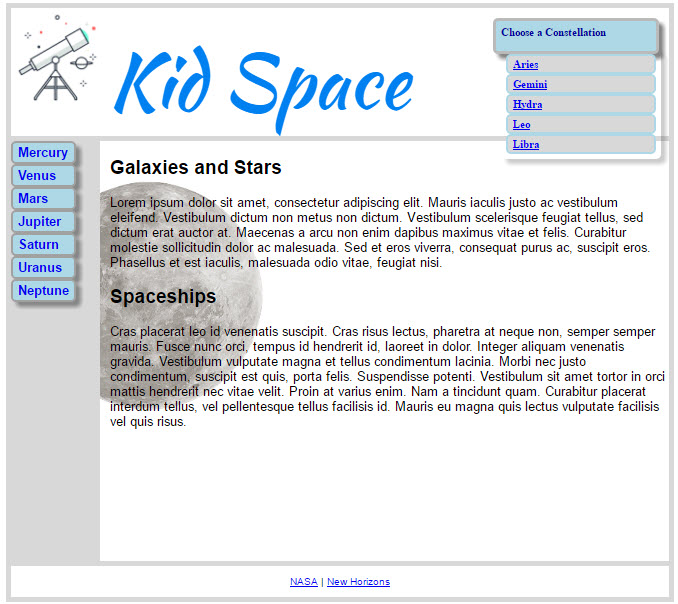 Kid Space
Choose a Constellation
Aries
Gemini
Hydra
Leo
Libra
Mercury
Venus
Mars
Jupiter
Saturn
Uranus
Neptune
Galaxies and Stars
Lorem ipsum dolor sit amet, consectetur adipiscing elit. Mauris iaculis justo ac vestibulum
eleifend. Vestibulum dictum non metus non dictum. Vestibulum scelerisque feugiat tellus, sed
dictum erat auctor at. Maecenas a arcu non enim dapibus maximus vitae et felis. Curabitur
molestie sollicitudin dolor ac malesuada. Sed et eros viverra, consequat purus ac, suscipit eros.
Phasellus et est iaculis, malesuada odio vitae, feugiat nisi.
Spaceships
Cras placerat leo id venenatis suscipit. Cras risus lectus, pharetra at neque non, semper semper
mauris. Fusce nunc orci, tempus id hendrerit id, laoreet in dolor. Integer aliquam venenatis
gravida. Vestibulum vulputate magna et tellus condimentum lacinia. Morbi nec justo
condimentum, suscipit est quis, porta felis. Suspendisse potenti. Vestibulum sit amet tortor in orci
mattis hendrerit nec vitae velit. Proin at varius enim. Nam a tincidunt quam. Curabitur placerat
interdum tellus, vel pellentesque tellus facilisis id. Mauris eu magna quis lectus vulputate facilisis
vel quis risus.
NASA | New Horizons